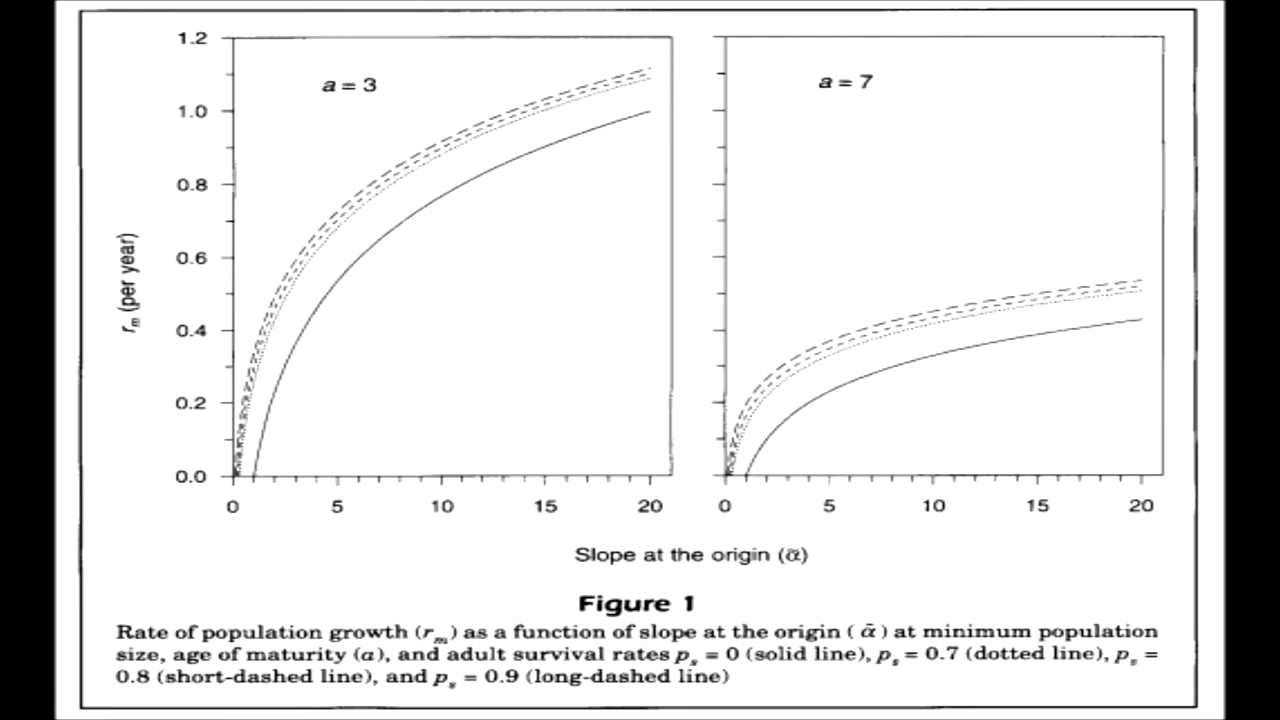 1.2
1.0
0.8
0.6
0.4
0.2
0.0
r_m (per year)
a = 3
0 5 10 15 20
a = 7
0 5 10 15 20
Slope at the origin (α̃)
Figure 1
Rate of population growth (r_m) as a function of slope at the origin ( α̃ ) at minimum population
size, age of maturity (a), and adult survival rates p_s = 0 (solid line), p_s = 0.7 (dotted line), p_s =
0.8 (short-dashed line), and p_s = 0.9 (long-dashed line)